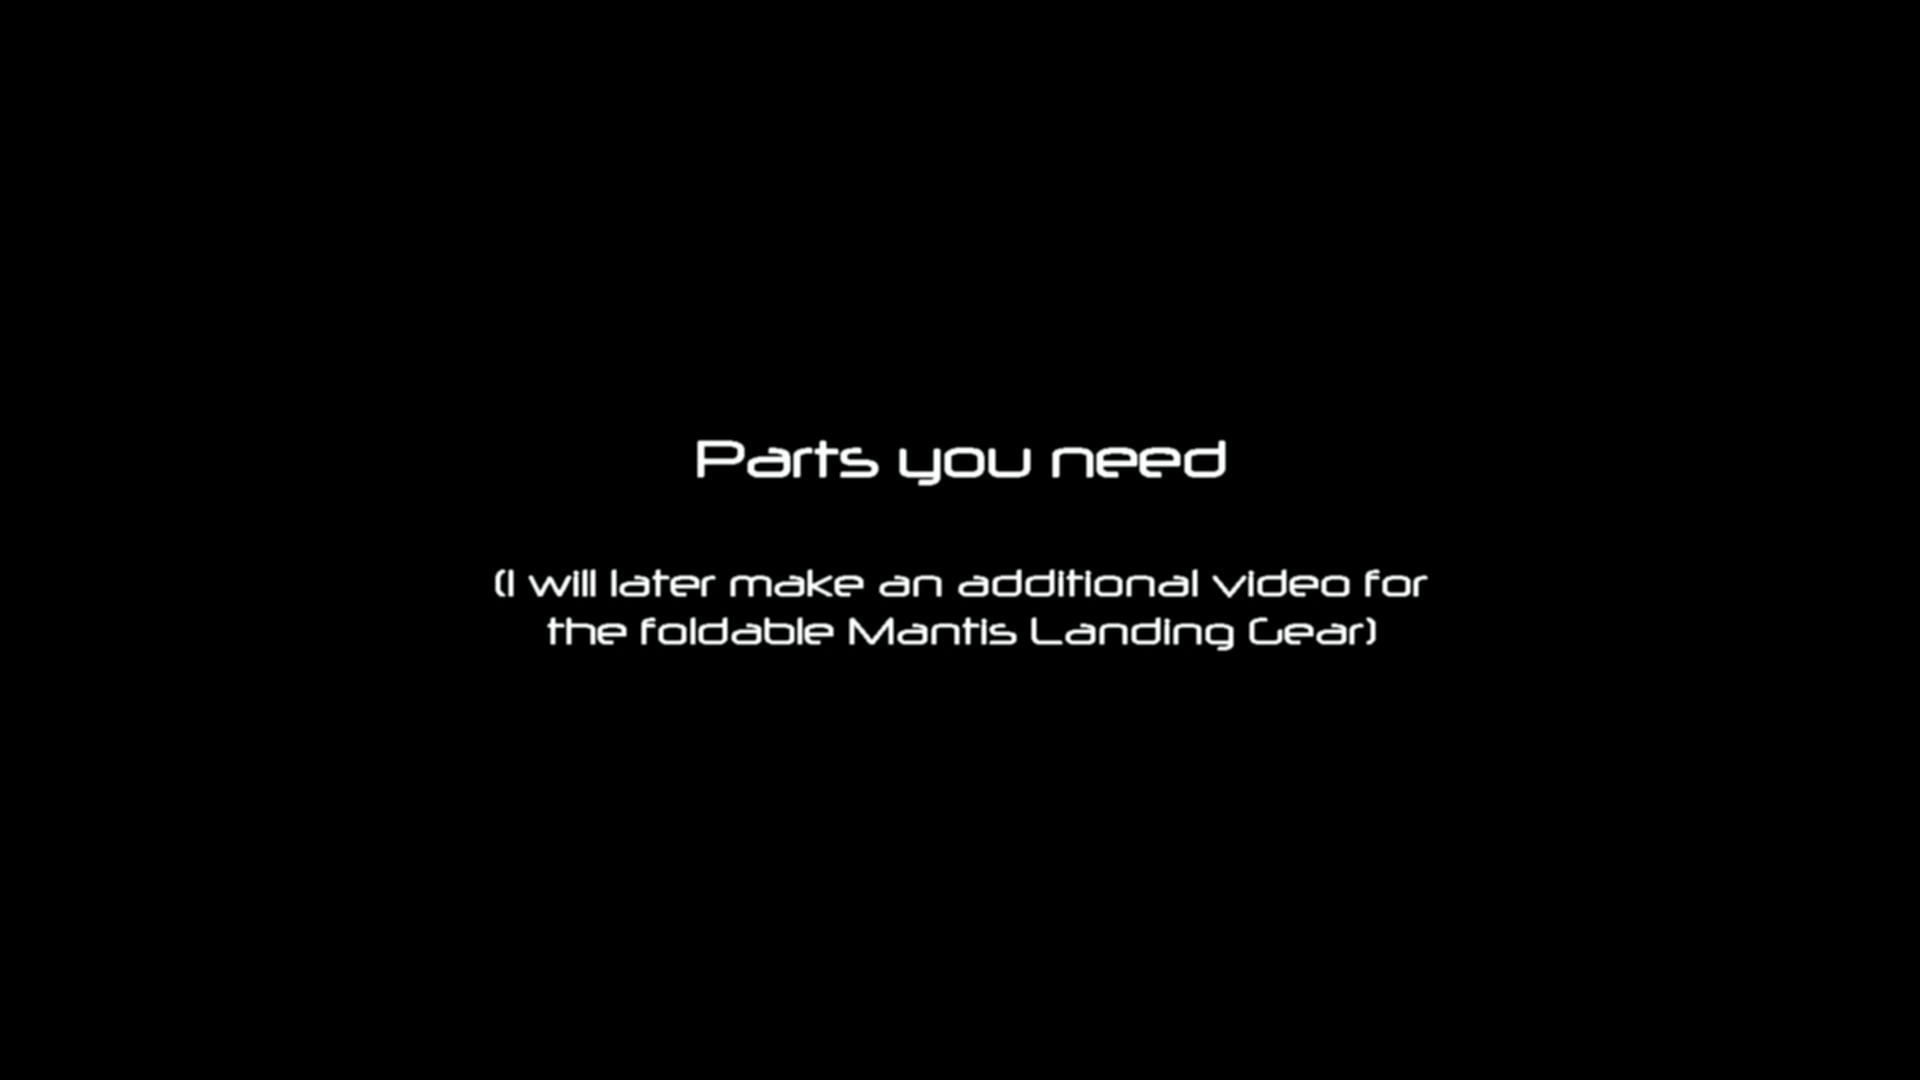 Parts you need
(I will later make an additional video for
the foldable Mantis Landing Gear)